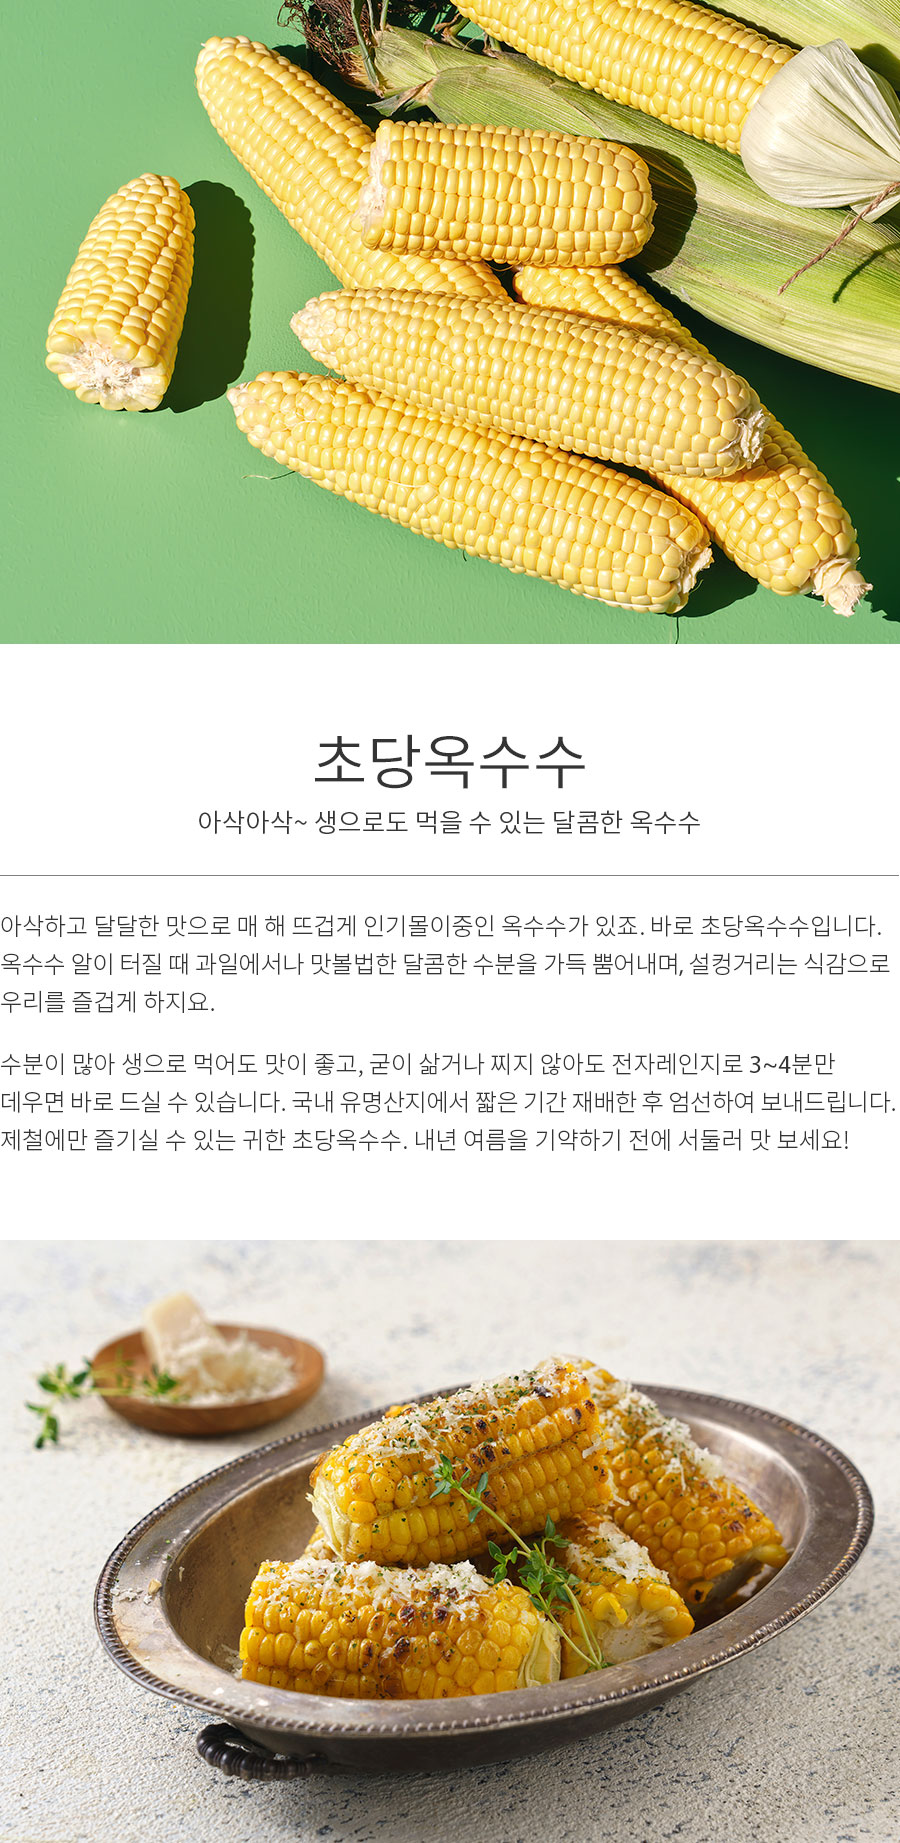 초당옥수수
아삭아삭~ 생으로도 먹을 수 있는 달콤한 옥수수
아삭하고 달달한 맛으로 매 해 뜨겁게 인기몰이중인 옥수수가 있죠. 바로 초당옥수수입니다.
옥수수 알이 터질 때 과일에서나 맛볼법한 달콤한 수분을 가득 뿜어내며, 설컹거리는 식감으로
우리를 즐겁게 하지요.
수분이 많아 생으로 먹어도 맛이 좋고, 굳이 삶거나 찌지 않아도 전자레인지로 3~4분만
데우면 바로 드실 수 있습니다. 국내 유명산지에서 짧은 기간 재배한 후 엄선하여 보내드립니다.
제철에만 즐기실 수 있는 귀한 초당옥수수. 내년 여름을 기약하기 전에 서둘러 맛 보세요!